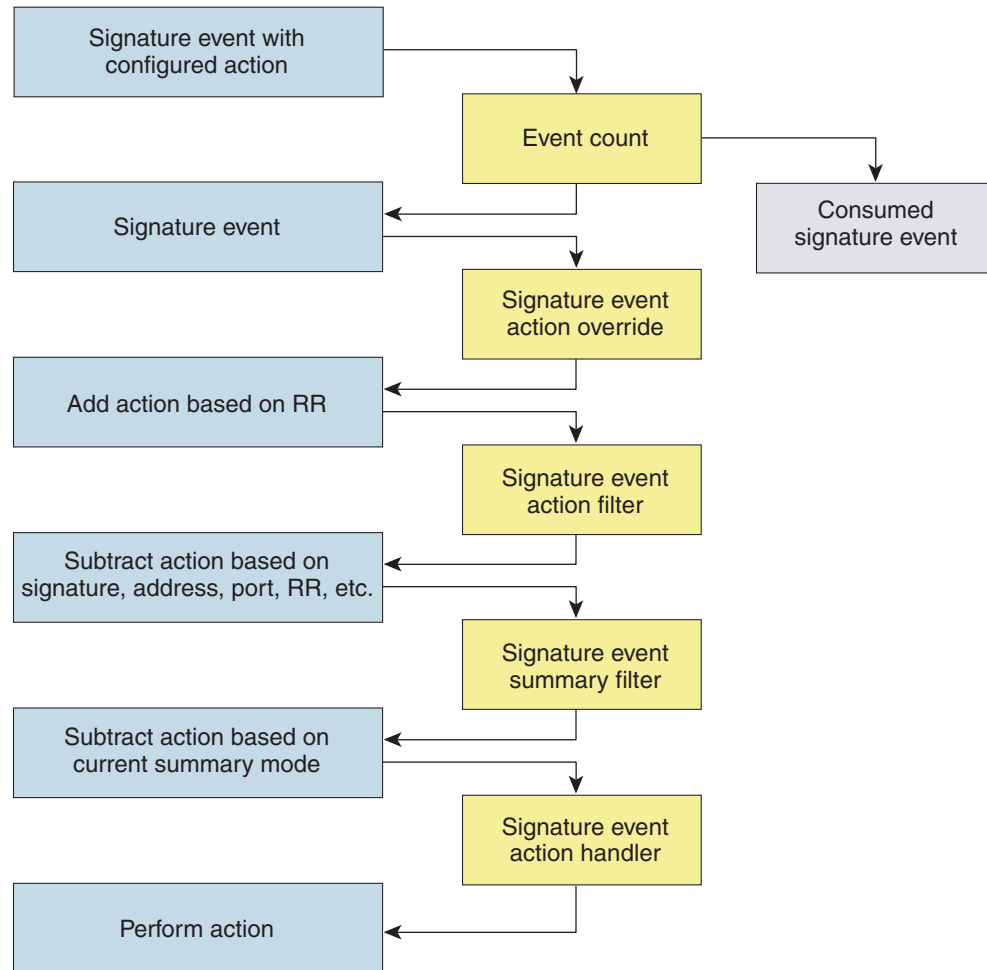 Signature event with
configured action
Event count
Consumed
signature event
Signature event
Signature event
action override
Add action based on RR
Signature event
action filter
Subtract action based on
signature, address, port, RR, etc.
Signature event
summary filter
Subtract action based on
current summary mode
Signature event
action handler
Perform action